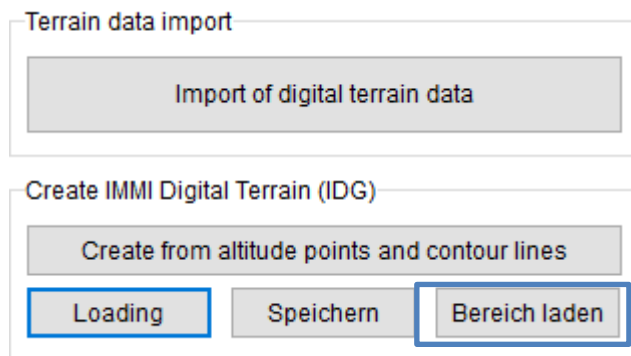 Terrain data import
Import of digital terrain data
Create IMMI Digital Terrain (IDG)
Create from altitude points and contour lines
Loading Speichern Bereich laden